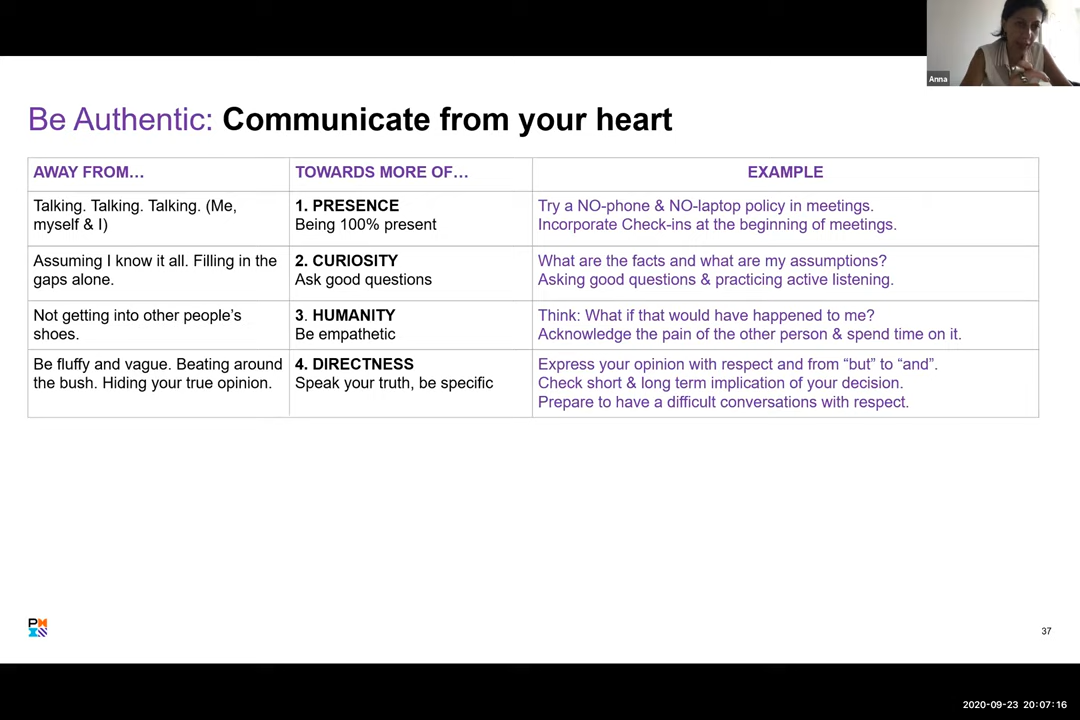 Anna
Be Authentic: Communicate from your heart
AWAY FROM…
TOWARDS MORE OF…
EXAMPLE
Talking. Talking. Talking. (Me,
myself & I)
1. PRESENCE
Being 100% present
Try a NO-phone & NO-laptop policy in meetings.
Incorporate Check-ins at the beginning of meetings.
Assuming I know it all. Filling in the
gaps alone.
2. CURIOSITY
Ask good questions
What are the facts and what are my assumptions?
Asking good questions & practicing active listening.
Not getting into other people’s
shoes.
3. HUMANITY
Be empathetic
Think: What if that would have happened to me?
Acknowledge the pain of the other person & spend time on it.
Be fluffy and vague. Beating around
the bush. Hiding your true opinion.
4. DIRECTNESS
Speak your truth, be specific
Express your opinion with respect and from “but” to “and”.
Check short & long term implication of your decision.
Prepare to have a difficult conversations with respect.
37
2020-09-23 20:07:16